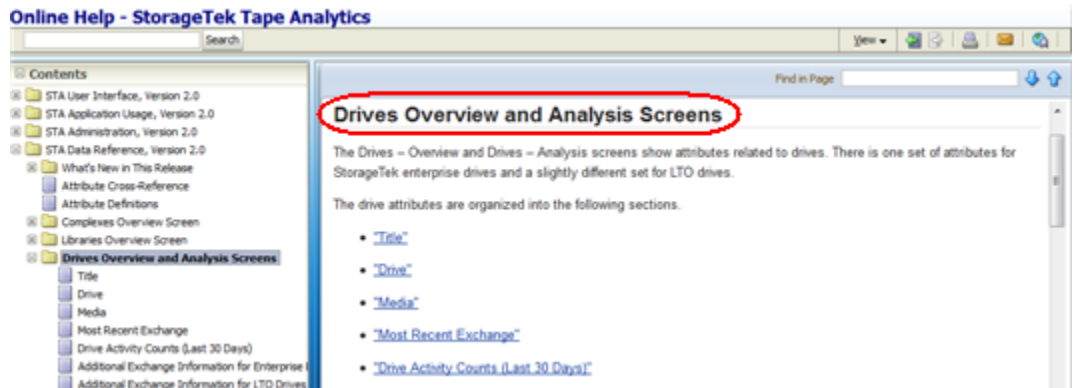 Online Help - StorageTek Tape Analytics
Search
View
Contents
STA User Interface, Version 2.0
STA Application Usage, Version 2.0
STA Administration, Version 2.0
STA Data Reference, Version 2.0
What's New in This Release
Attribute Cross-Reference
Attribute Definitions
Complexes Overview Screen
Libraries Overview Screen
Drives Overview and Analysis Screens
Title
Drive
Media
Most Recent Exchange
Drive Activity Counts (Last 30 Days)
Additional Exchange Information for Enterprise
Additional Exchange Information for LTO Drives
Find in Page
Drives Overview and Analysis Screens
The Drives – Overview and Drives – Analysis screens show attributes related to drives. There is one set of attributes for
StorageTek enterprise drives and a slightly different set for LTO drives.
The drive attributes are organized into the following sections.
• "Title"
• "Drive"
• "Media"
• "Most Recent Exchange"
• "Drive Activity Counts (Last 30 Days)"